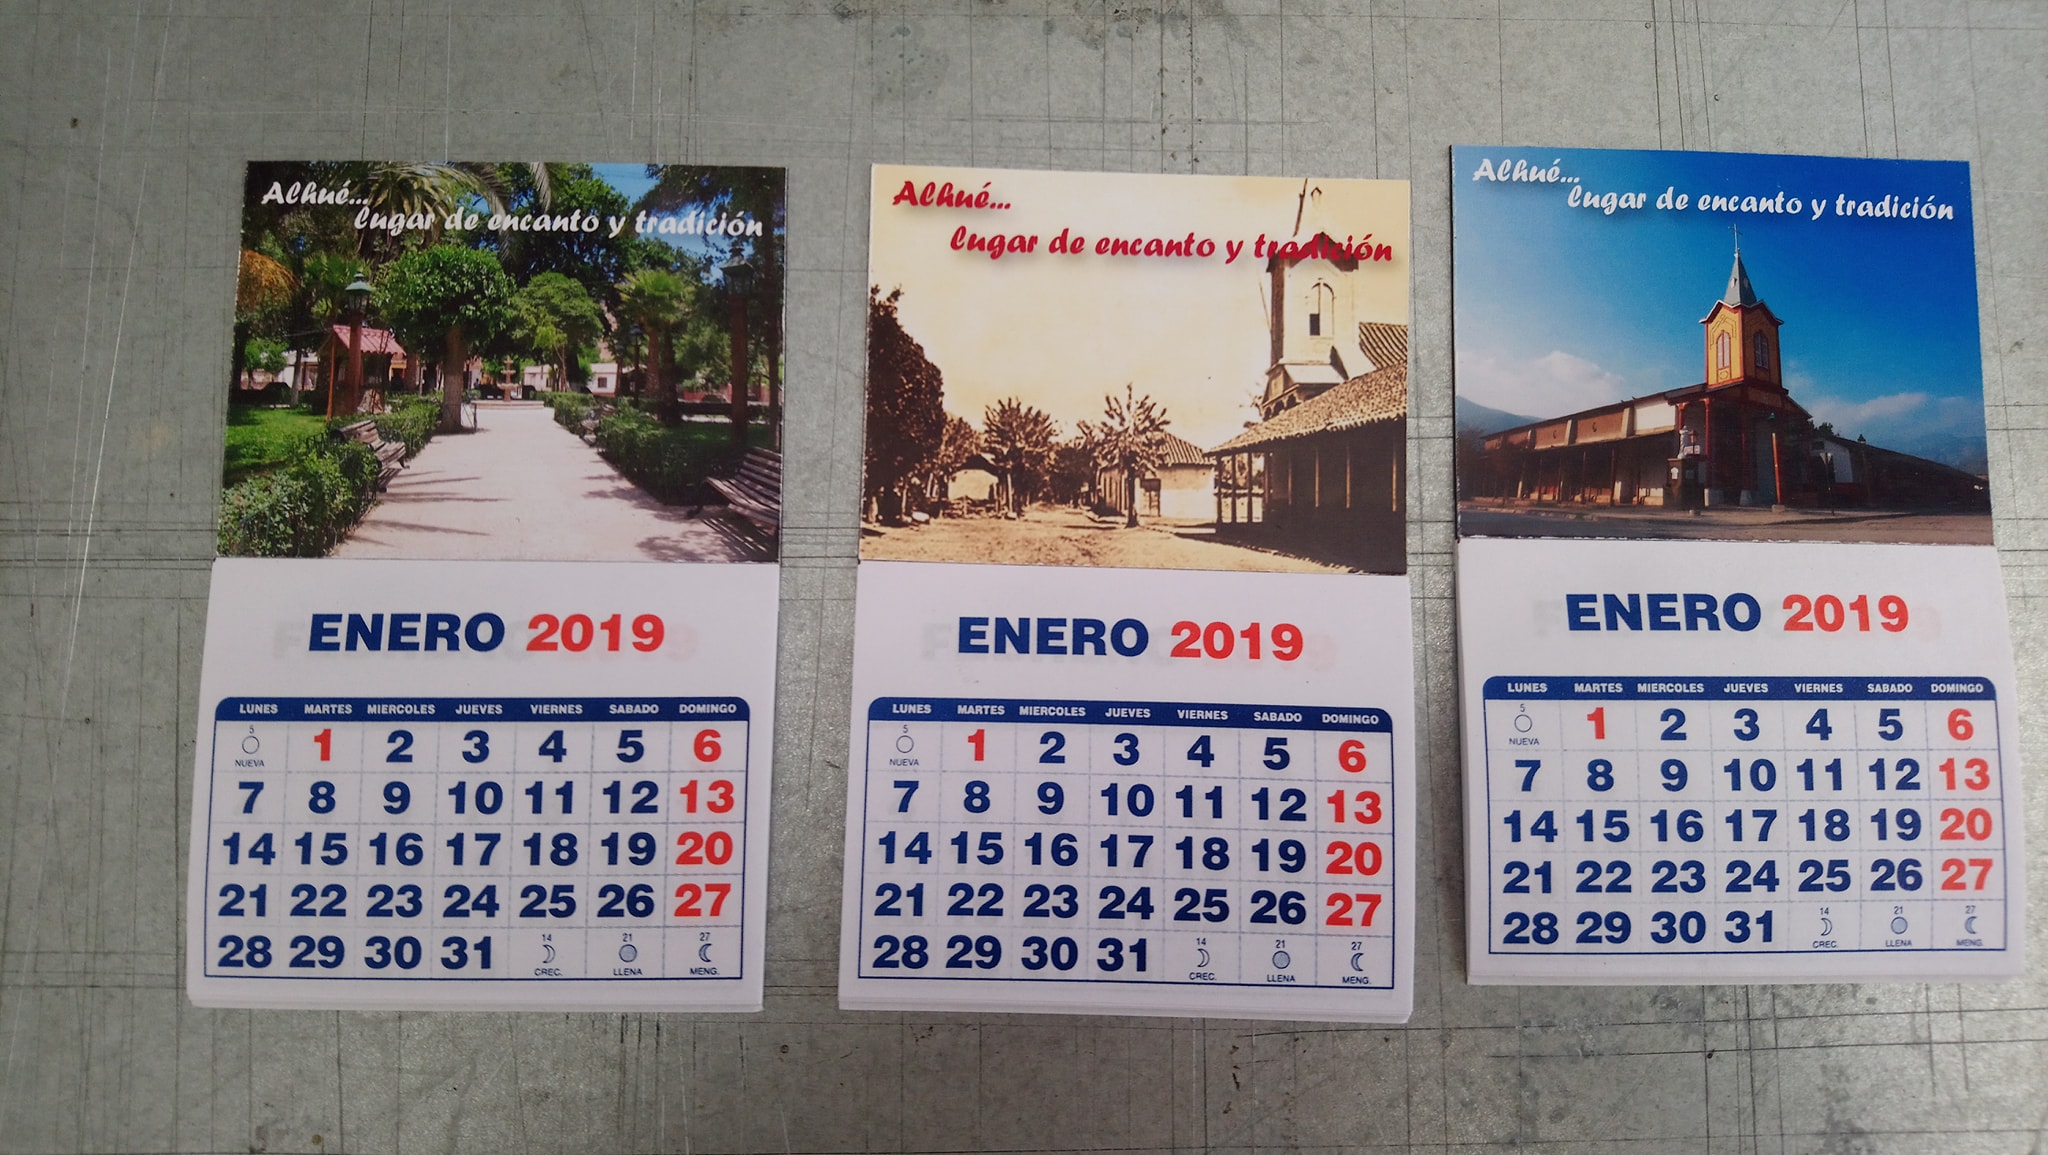 Alhué...
lugar de encanto y tradición
ENERO 2019
LUNES MARTES MIERCOLES JUEVES VIERNES SABADO DOMINGO
5 NUEVA 1 2 3 4 5 6
7 8 9 10 11 12 13
14 15 16 17 18 19 20
21 22 23 24 25 26 27
28 29 30 31 14 CREC. 21 LLENA 27 MENG.
Alhué...
lugar de encanto y tradición
ENERO 2019
LUNES MARTES MIERCOLES JUEVES VIERNES SABADO DOMINGO
5 NUEVA 1 2 3 4 5 6
7 8 9 10 11 12 13
14 15 16 17 18 19 20
21 22 23 24 25 26 27
28 29 30 31 14 CREC. 21 LLENA 27 MENG.
Alhué...
lugar de encanto y tradición
ENERO 2019
LUNES MARTES MIERCOLES JUEVES VIERNES SABADO DOMINGO
5 NUEVA 1 2 3 4 5 6
7 8 9 10 11 12 13
14 15 16 17 18 19 20
21 22 23 24 25 26 27
28 29 30 31 14 CREC. 21 LLENA 27 MENG.